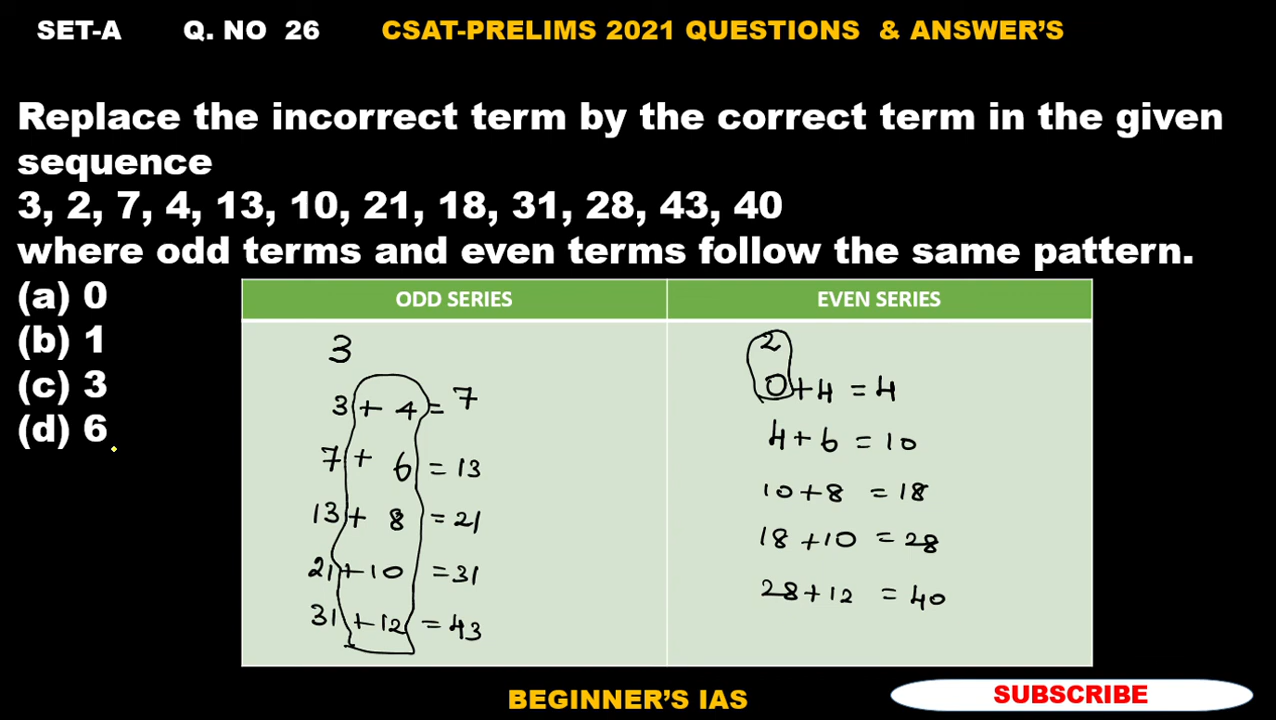 SET-A Q. NO 26 CSAT-PRELIMS 2021 QUESTIONS & ANSWER'S
Replace the incorrect term by the correct term in the given
sequence
3, 2, 7, 4, 13, 10, 21, 18, 31, 28, 43, 40
where odd terms and even terms follow the same pattern.
(a) 0
(b) 1
(c) 3
(d) 6
ODD SERIES
3
3 + 4 = 7
7 + 6 = 13
13 + 8 = 21
21 + 10 = 31
31 + 12 = 43
EVEN SERIES
2
0 + 4 = 4
4 + 6 = 10
10 + 8 = 18
18 + 10 = 28
28 + 12 = 40
BEGINNER'S IAS
SUBSCRIBE